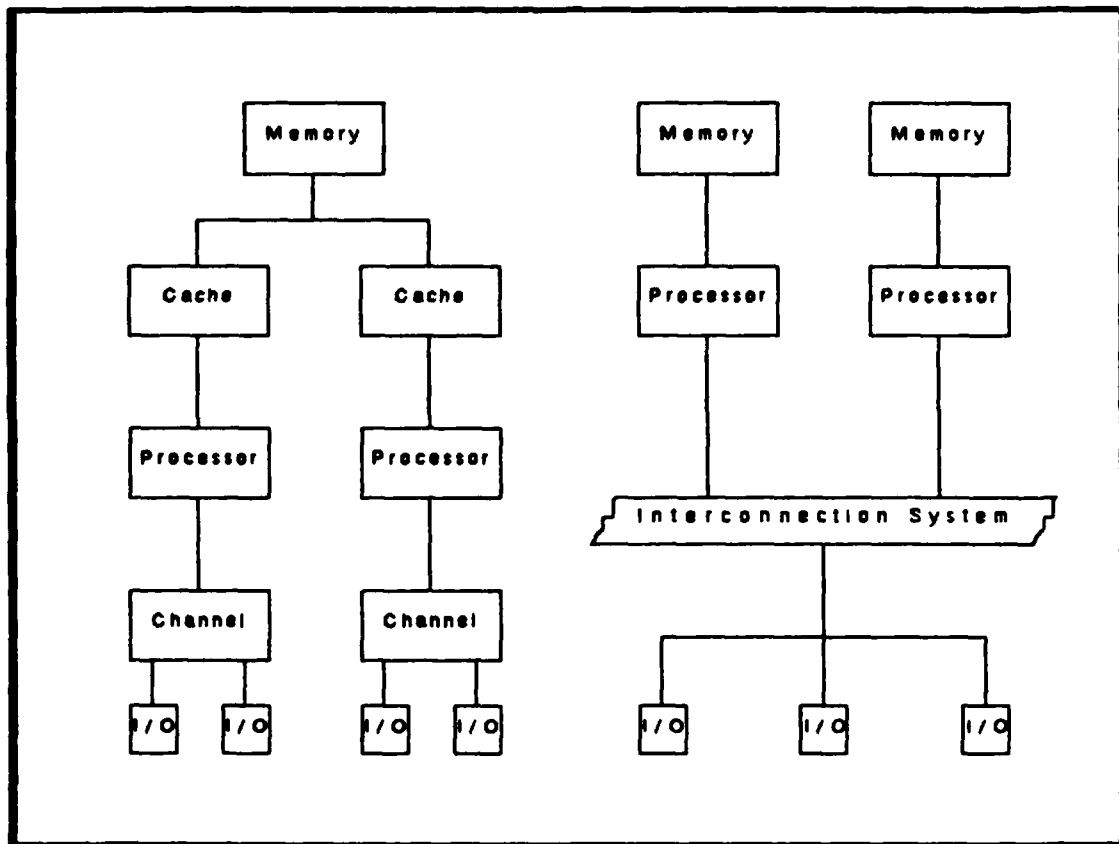 Memory
Memory
Memory
Cache
Cache
Processor
Processor
Processor
Processor
Interconnection System
Channel
Channel
I/O
I/O
I/O
I/O
I/O
I/O
I/O